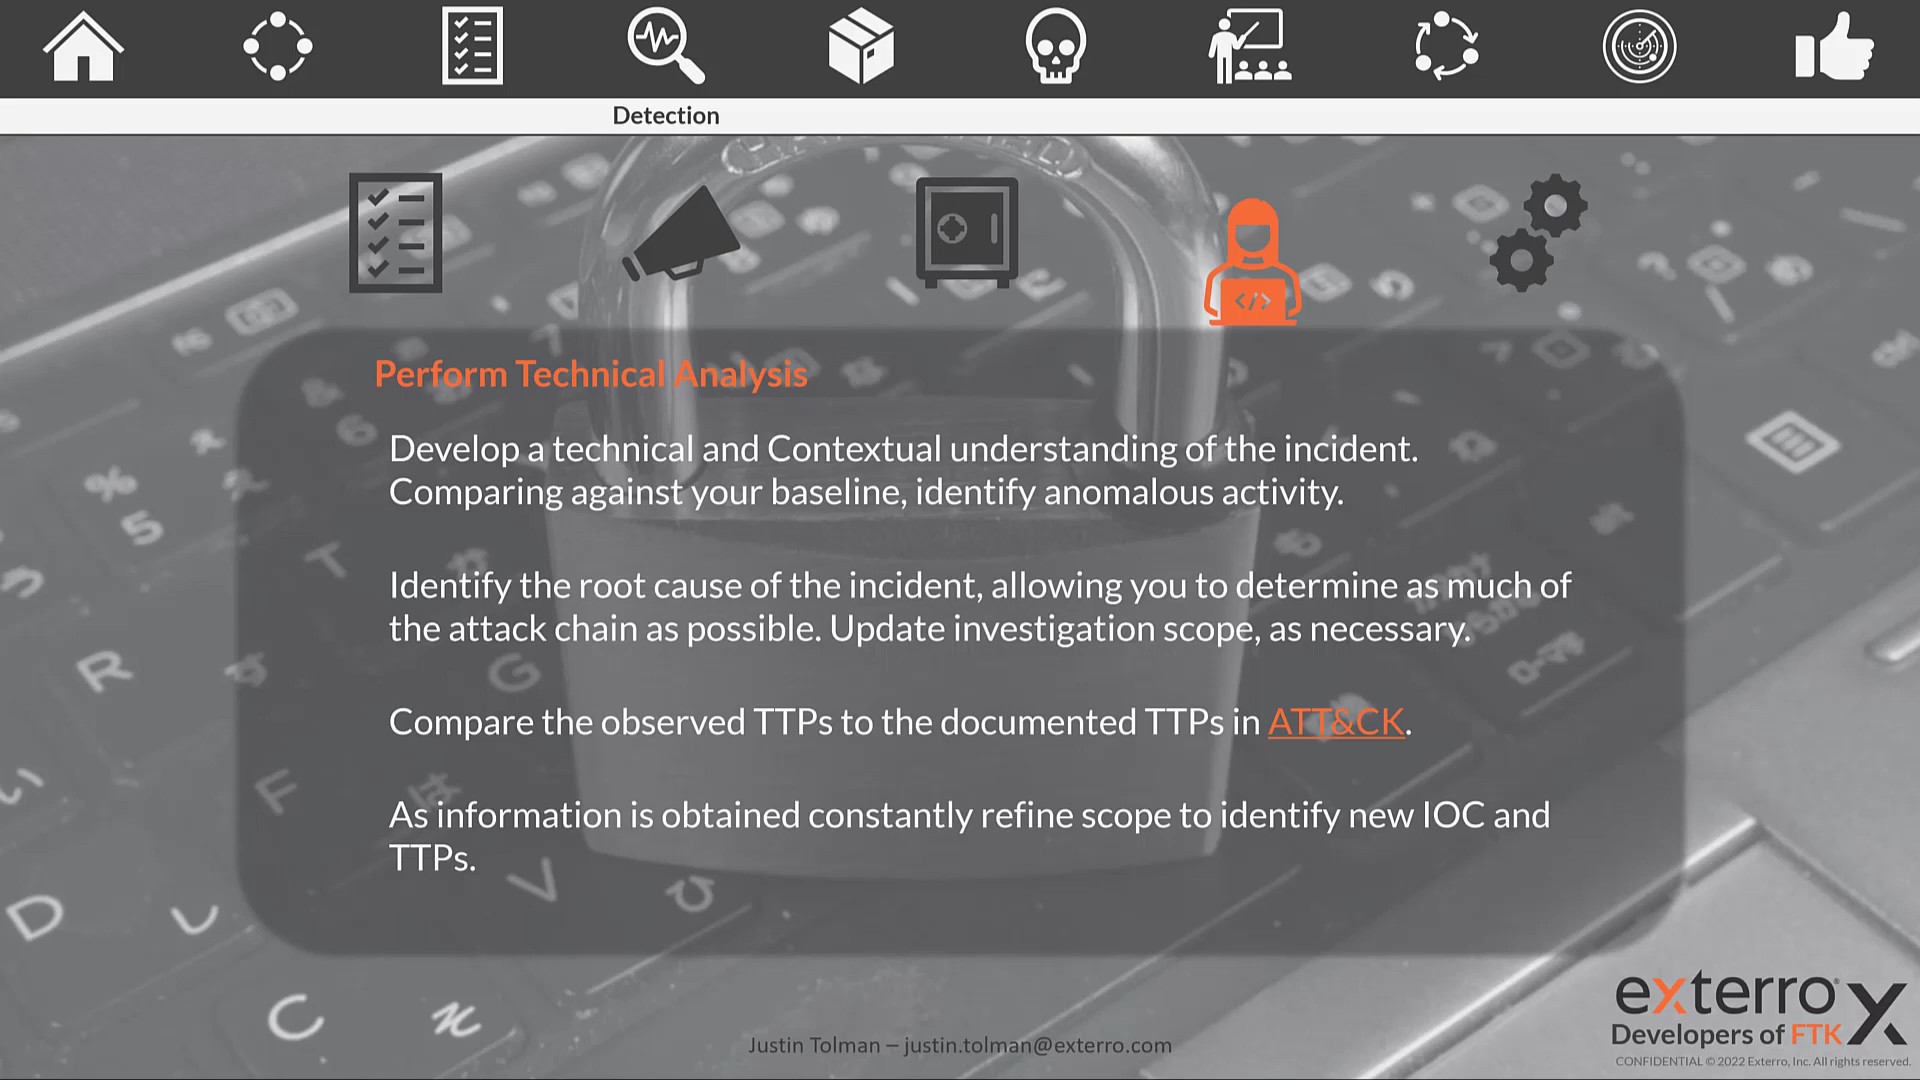 Detection
</>
Perform Technical Analysis
Develop a technical and Contextual understanding of the incident.
Comparing against your baseline, identify anomalous activity.
Identify the root cause of the incident, allowing you to determine as much of
the attack chain as possible. Update investigation scope, as necessary.
Compare the observed TTPs to the documented TTPs in ATT&CK.
As information is obtained constantly refine scope to identify new IOC and
TTPs.
%
5
6
&
T
R
G
F
D
V
C
exterro®
Developers of FTK
X
Justin Tolman – justin.tolman@exterro.com
CONFIDENTIAL © 2022 Exterro, Inc. All rights reserved.